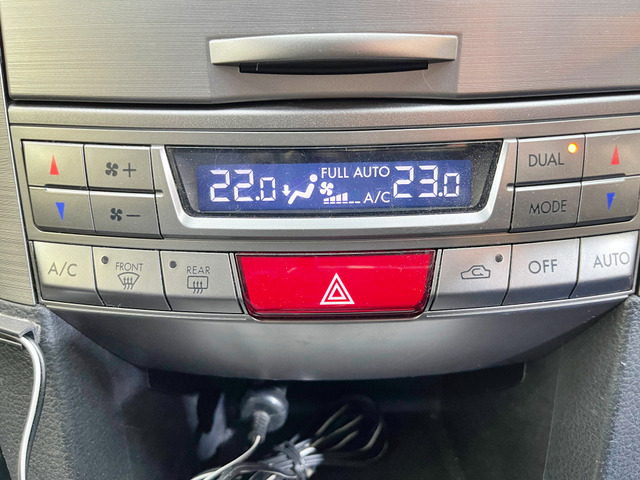 FULL AUTO
22.0 A/C 23.0
DUAL
MODE
A/C
FRONT
REAR
OFF
AUTO